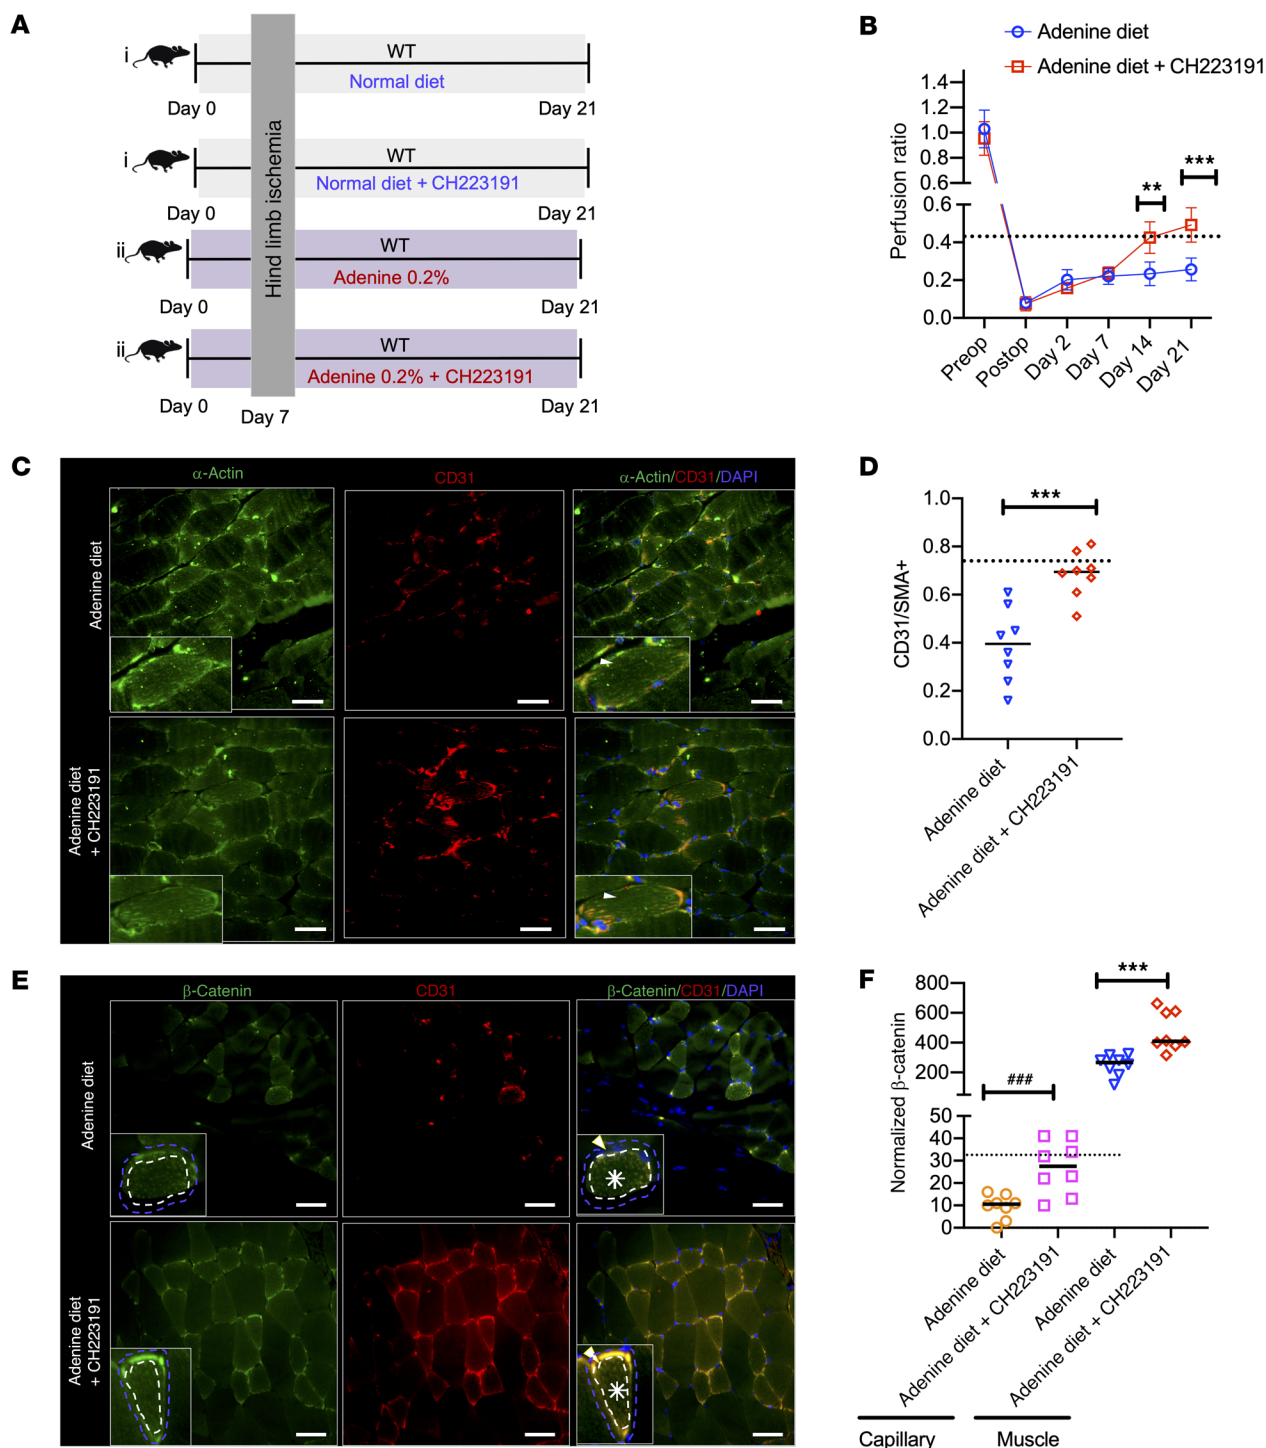 A
i
WT
Normal diet
Day 0
Day 21
i
WT
Normal diet + CH223191
Day 0
Day 21
ii
WT
Adenine 0.2%
Day 0
Day 21
ii
WT
Adenine 0.2% + CH223191
Day 0
Day 21
Hind limb ischemia
Day 7
B
Adenine diet
Adenine diet + CH223191
Perfusion ratio
1.4
1.2
1.0
0.8
0.6
0.6
0.4
0.2
0.0
**
***
Preop
Postop
Day 2
Day 7
Day 14
Day 21
C
α-Actin
CD31
α-Actin/CD31/DAPI
Adenine diet
Adenine diet
+ CH223191
D
CD31/SMA+
1.0
0.8
0.6
0.4
0.2
0.0
***
Adenine diet
Adenine diet + CH223191
E
β-Catenin
CD31
β-Catenin/CD31/DAPI
Adenine diet
Adenine diet
+ CH223191
F
Normalized β-catenin
800
600
400
200
50
40
30
20
10
0
###
***
Adenine diet
Adenine diet + CH223191
Adenine diet
Adenine diet + CH223191
Capillary
Muscle